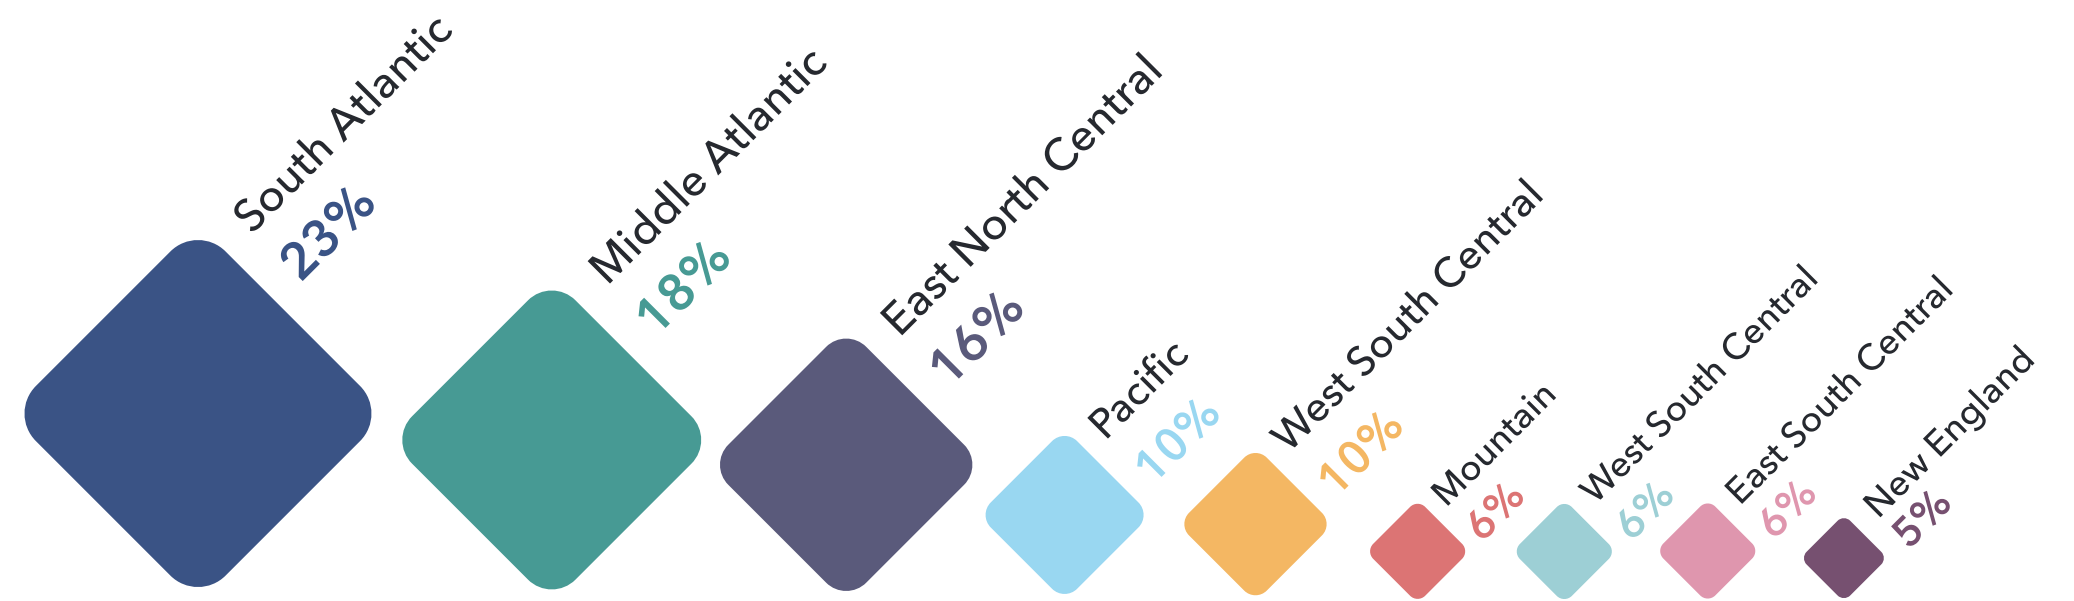 South Atlantic
23%
Middle Atlantic
18%
East North Central
16%
Pacific
10%
West South Central
10%
Mountain
6%
West South Central
6%
East South Central
6%
New England
5%